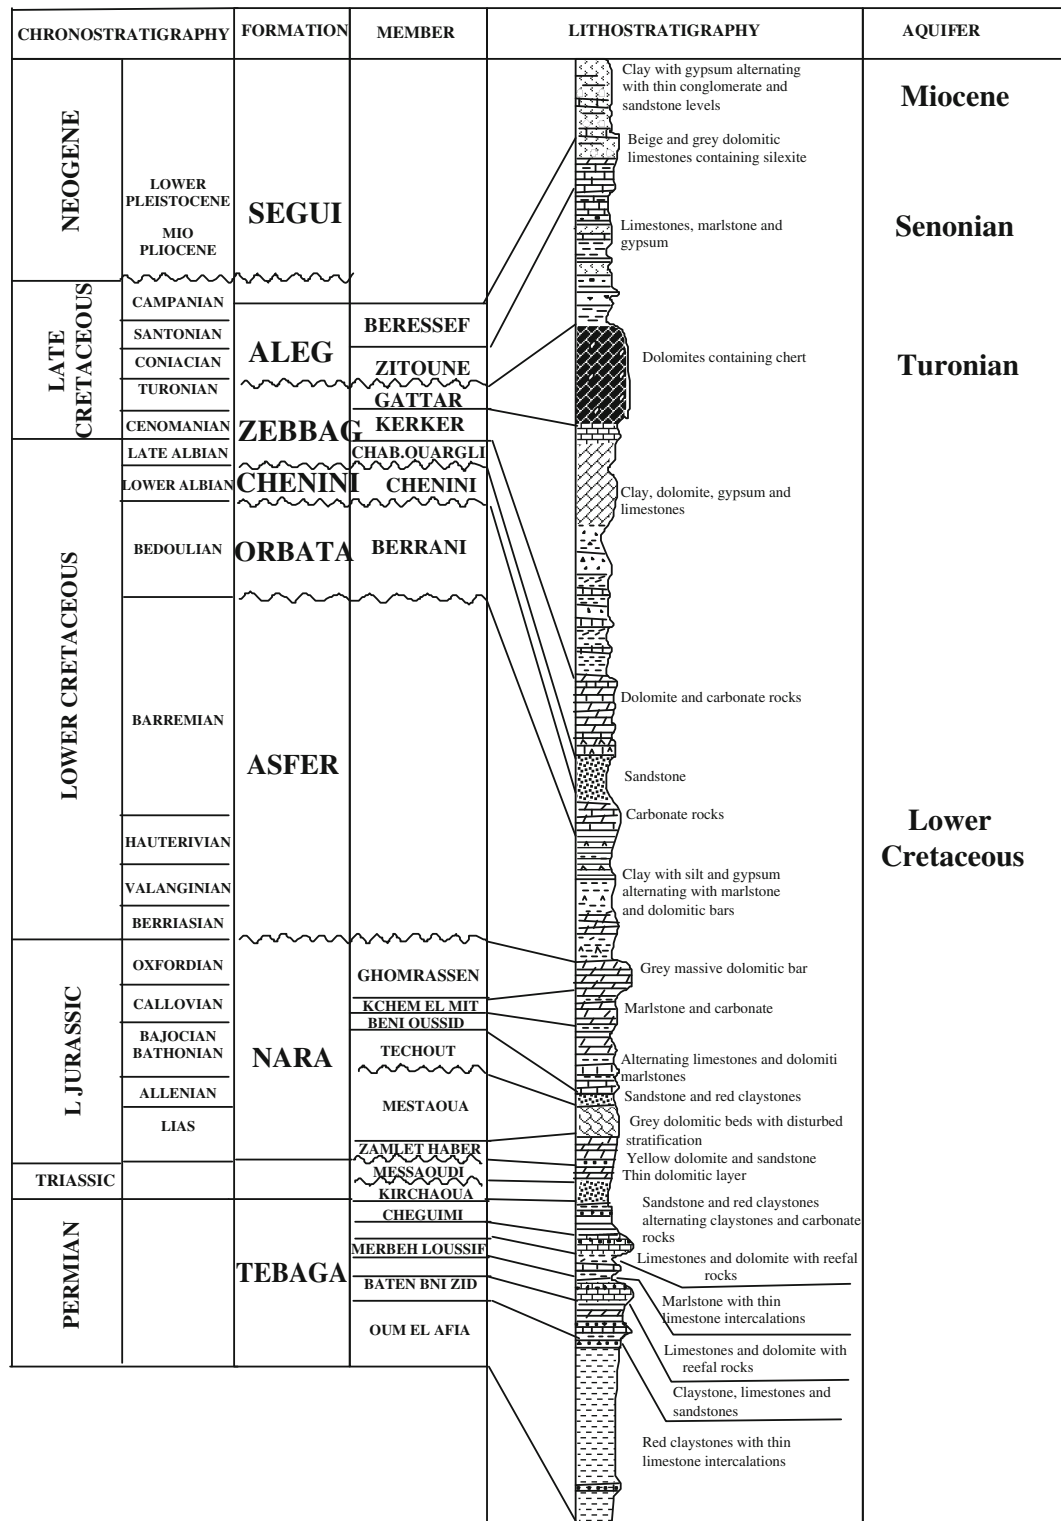 CHRONOSTRATIGRAPHY
FORMATION
MEMBER
LITHOSTRATIGRAPHY
AQUIFER
NEOGENE
LOWER
PLEISTOCENE
MIO
PLIOCENE
LATE
CRETACEOUS
CAMPANIAN
SANTONIAN
CONIACIAN
TURONIAN
CENOMANIAN
LOWER CRETACEOUS
LATE ALBIAN
LOWER ALBIAN
BEDOULIAN
BARREMIAN
HAUTERIVIAN
VALANGINIAN
BERRIASIAN
L JURASSIC
OXFORDIAN
CALLOVIAN
BAJOCIAN
BATHONIAN
ALLENIAN
LIAS
TRIASSIC
PERMIAN
SEGUI
ALEG
ZEBBAG
CHENINI
ORBATA
ASFER
NARA
TEBAGA
BERESSEF
ZITOUNE
GATTAR
KERKER
CHAB.OUARGLI
CHENINI
BERRANI
GHOMRASSEN
KCHEM EL MIT
BENI OUSSID
TECHOUT
MESTAOUA
ZAMLET HABER
MESSAOUDI
KIRCHAOUA
CHEGUIMI
MERBEH LOUSSIF
BATEN BNI ZID
OUM EL AFIA
Clay with gypsum alternating
with thin conglomerate and
sandstone levels
Beige and grey dolomitic
limestones containing silexite
Limestones, marlstone and
gypsum
Dolomites containing chert
Clay, dolomite, gypsum and
limestones
Dolomite and carbonate rocks
Sandstone
Carbonate rocks
Clay with silt and gypsum
alternating with marlstone
and dolomitic bars
Grey massive dolomitic bar
Marlstone and carbonate
Alternating limestones and dolomiti
marlstones
Sandstone and red claystones
Grey dolomitic beds with disturbed
stratification
Yellow dolomite and sandstone
Thin dolomitic layer
Sandstone and red claystones
alternating claystones and carbonate
rocks
Limestones and dolomite with reefal
rocks
Marlstone with thin
limestone intercalations
Limestones and dolomite with
reefal rocks
Claystone, limestones and
sandstones
Red claystones with thin
limestone intercalations
Miocene
Senonian
Turonian
Lower
Cretaceous